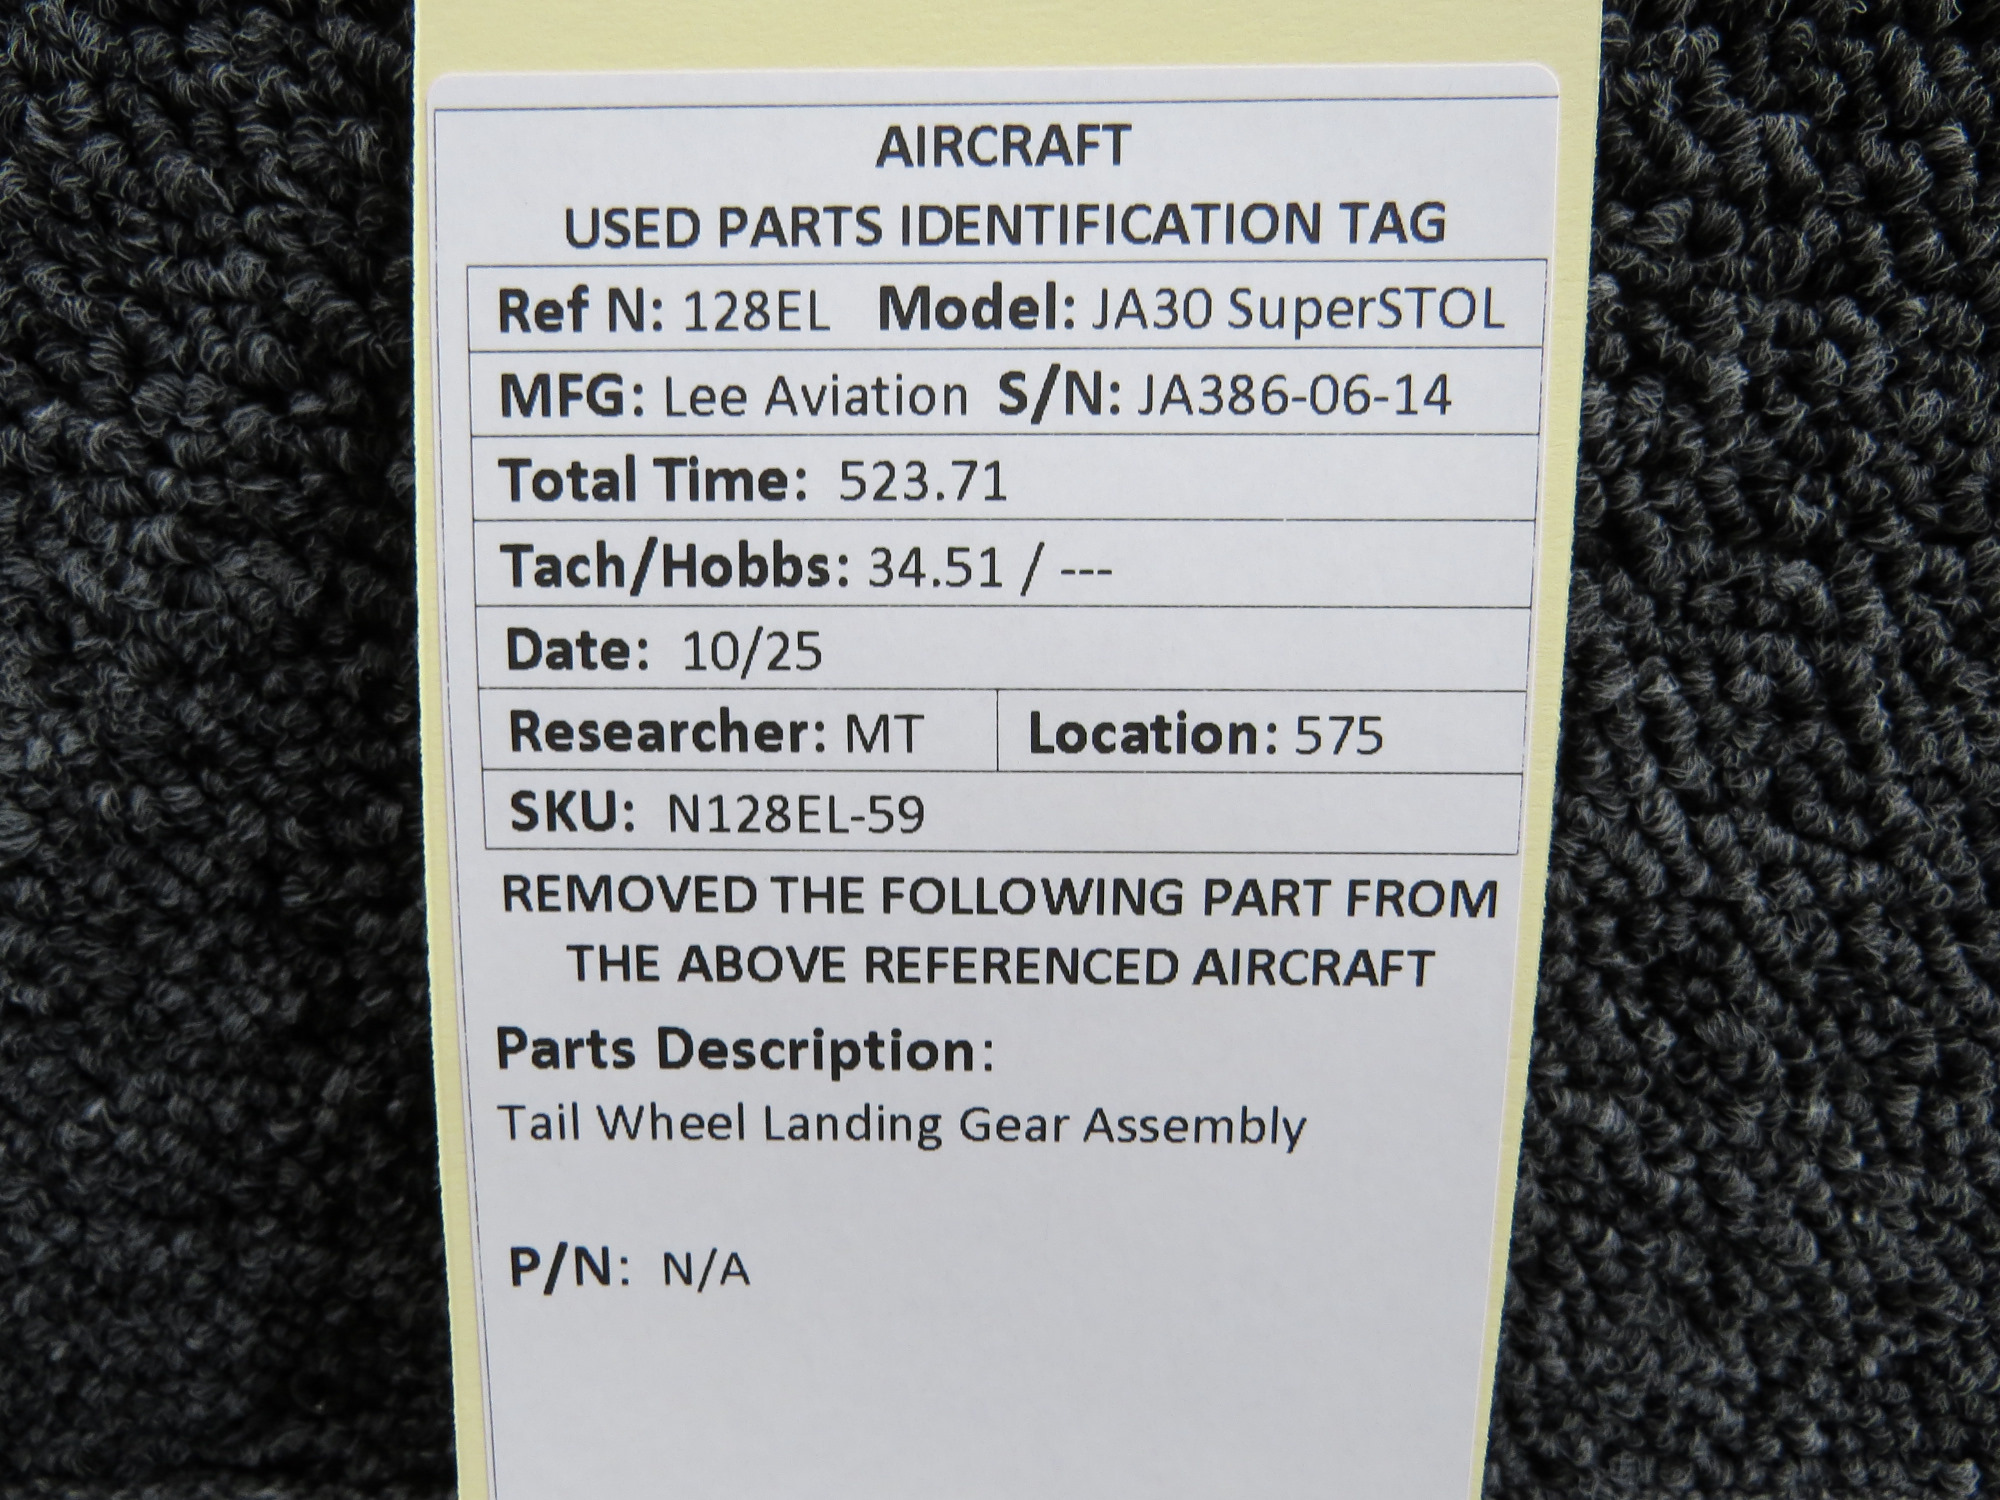 AIRCRAFT
USED PARTS IDENTIFICATION TAG
Ref N: 128EL Model: JA30 SuperSTOL
MFG: Lee Aviation S/N: JA386-06-14
Total Time: 523.71
Tach/Hobbs: 34.51 / ---
Date: 10/25
Researcher: MT Location: 575
SKU: N128EL-59
REMOVED THE FOLLOWING PART FROM
THE ABOVE REFERENCED AIRCRAFT
Parts Description:
Tail Wheel Landing Gear Assembly
P/N: N/A